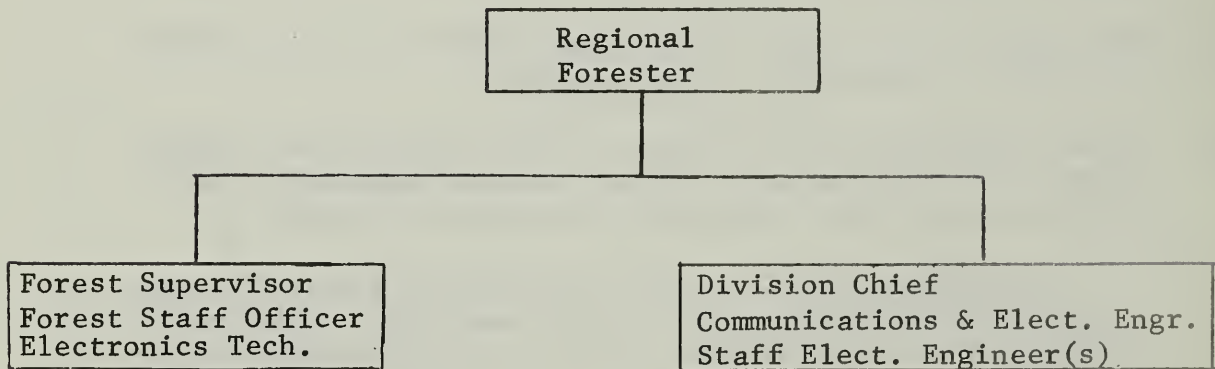 Regional
Forester
Forest Supervisor
Forest Staff Officer
Electronics Tech.
Division Chief
Communications & Elect. Engr.
Staff Elect. Engineer(s)